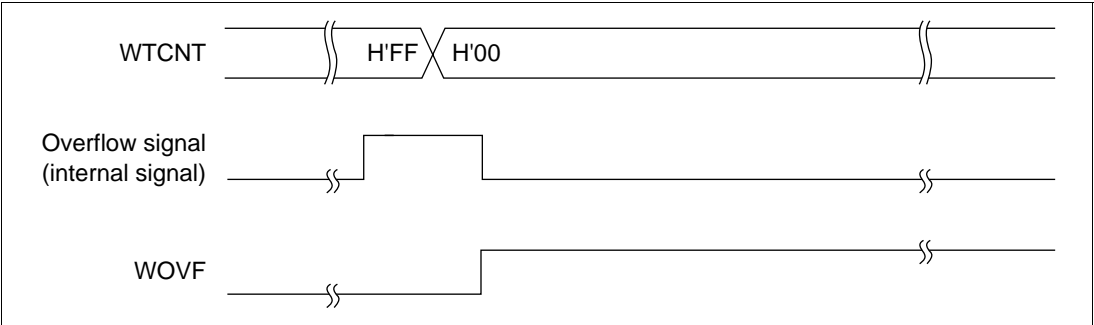 WTCNT
H'FF
H'00
Overflow signal
(internal signal)
WOVF